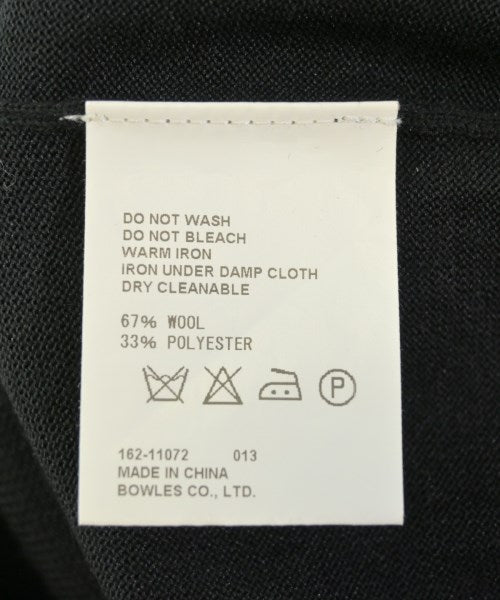 DO NOT WASH
DO NOT BLEACH
WARM IRON
IRON UNDER DAMP CLOTH
DRY CLEANABLE
67% WOOL
33% POLYESTER
P
162-11072 013
MADE IN CHINA
BOWLES CO., LTD.